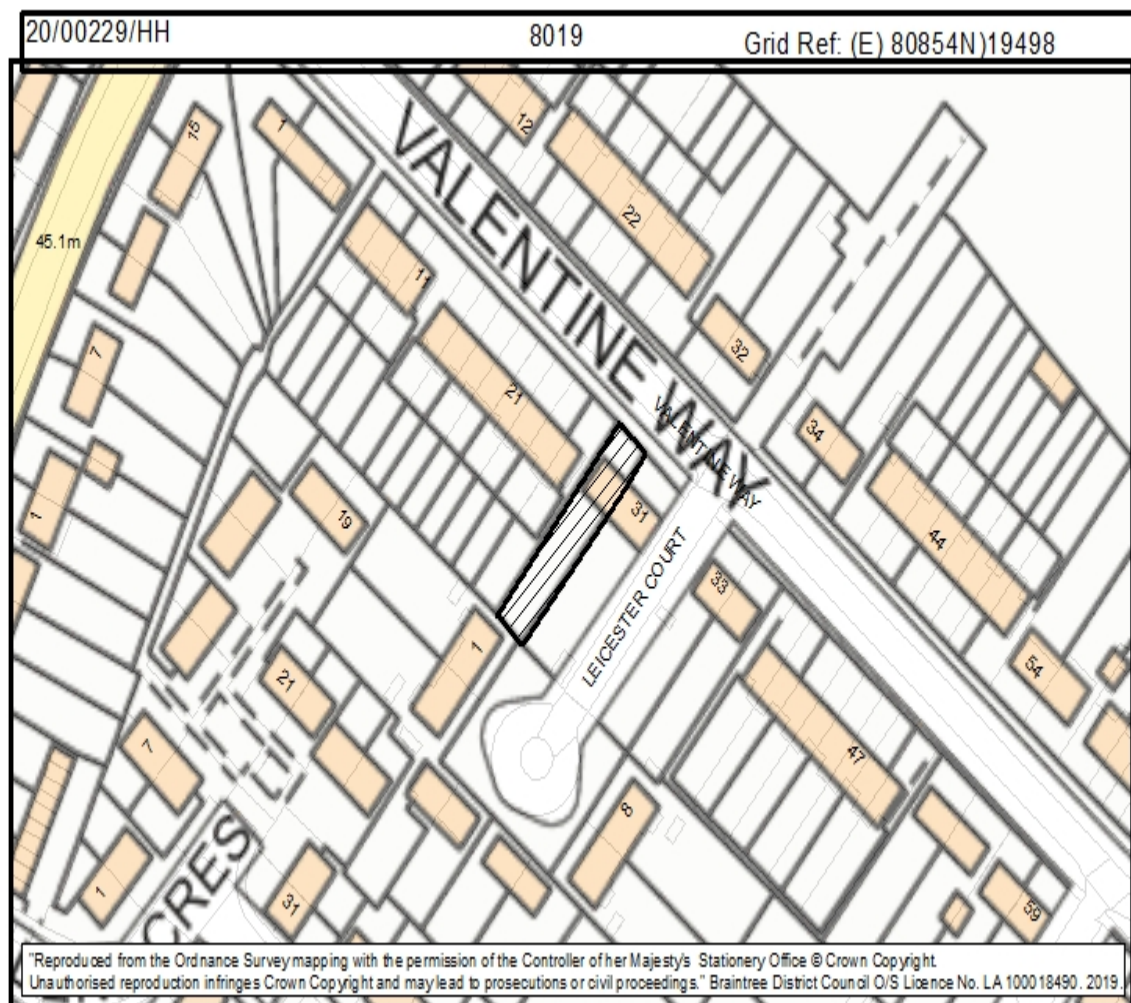 20/00229/HH 8019 Grid Ref: (E) 80854N)19498
15
1
12
VALENTINE WAY
22
45.1m
11
32
7
21
VALENTINE WAY
34
31
44
1
19
LEICESTER COURT
33
1
21
54
7
47
8
1
31
CRES
59
"Reproduced from the Ordnance Survey mapping with the permission of the Controller of her Majesty's Stationery Office © Crown Copyright.
Unauthorised reproduction infringes Crown Copyright and may lead to prosecutions or civil proceedings." Braintree District Council O/S Licence No. LA 100018490. 2019.